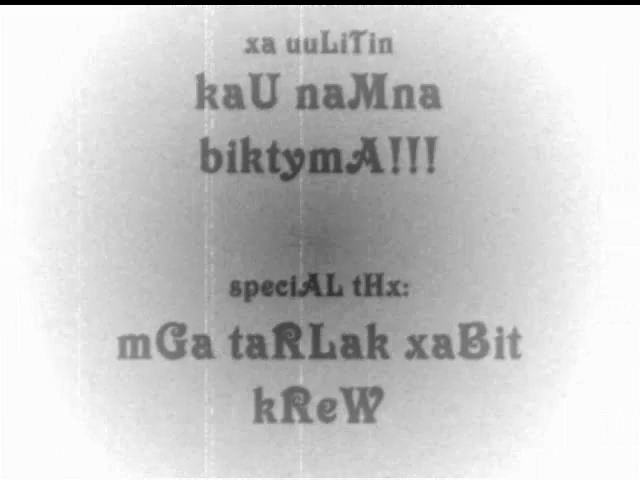 xa uuLiTin
kaU naMna
biktymA!!!
speciAL tHx:
mGa taRLak xaBit
kReW